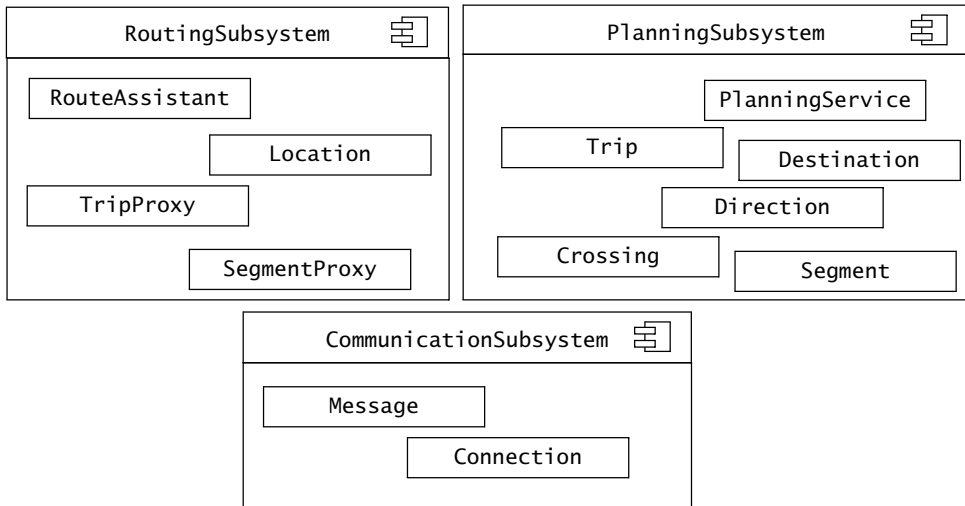 RoutingSubsystem
RouteAssistant
Location
TripProxy
SegmentProxy
PlanningSubsystem
PlanningService
Trip
Destination
Direction
Crossing
Segment
CommunicationSubsystem
Message
Connection